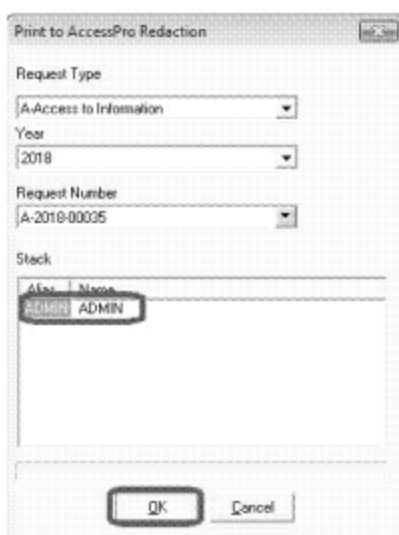 Print to AccessPro Redaction
Request Type
A-Access to Information
Year
2018
Request Number
A-2018-00035
Stack
Alias Name
ADMIN ADMIN
OK Cancel